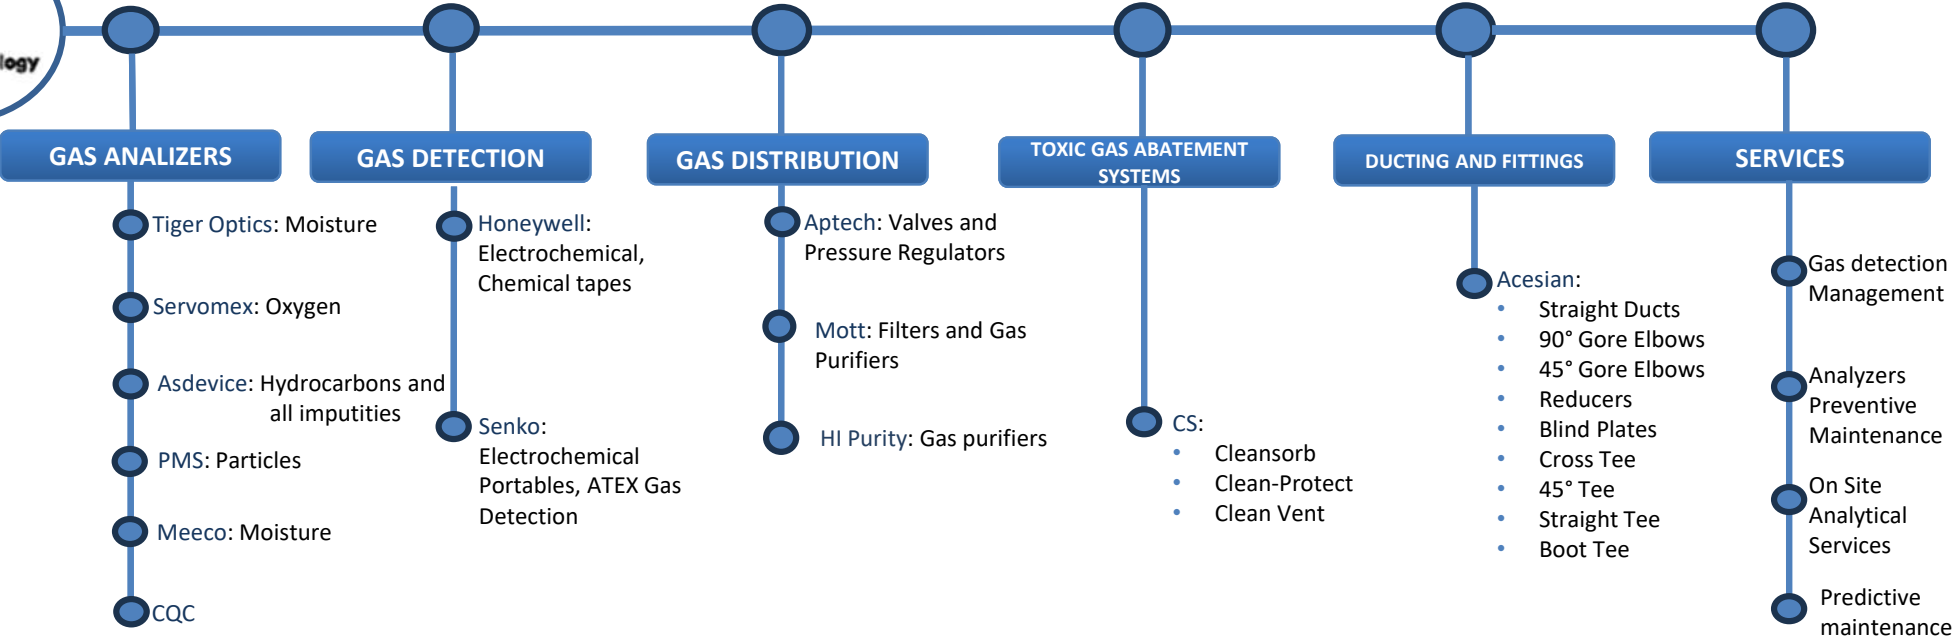 logy
GAS ANALIZERS
Tiger Optics: Moisture
Servomex: Oxygen
Asdevice: Hydrocarbons and
all imputities
PMS: Particles
Meeco: Moisture
CQC
GAS DETECTION
Honeywell:
Electrochemical,
Chemical tapes
Senko:
Electrochemical
Portables, ATEX Gas
Detection
GAS DISTRIBUTION
Aptech: Valves and
Pressure Regulators
Mott: Filters and Gas
Purifiers
HI Purity: Gas purifiers
TOXIC GAS ABATEMENT
SYSTEMS
CS:
• Cleansorb
• Clean-Protect
• Clean Vent
DUCTING AND FITTINGS
Acesian:
• Straight Ducts
• 90° Gore Elbows
• 45° Gore Elbows
• Reducers
• Blind Plates
• Cross Tee
• 45° Tee
• Straight Tee
• Boot Tee
SERVICES
Gas detection
Management
Analyzers
Preventive
Maintenance
On Site
Analytical
Services
Predictive
maintenance